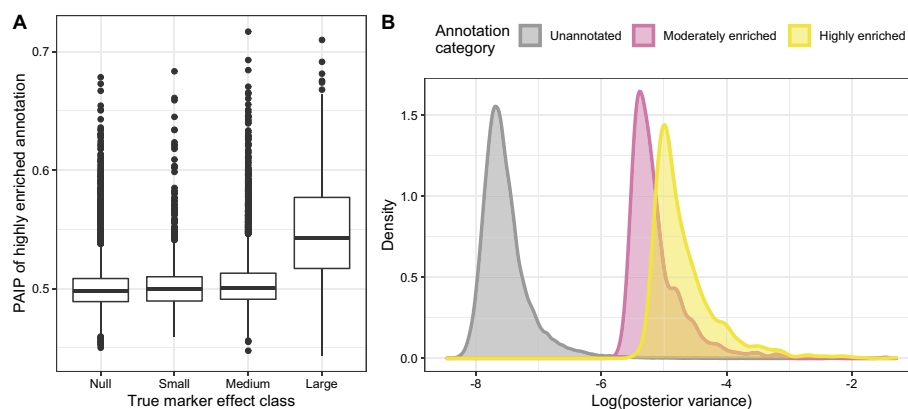 A
PAIP of highly enriched annotation
0.7
0.6
0.5
Null Small Medium Large
True marker effect class
B
Annotation category
Unannotated Moderately enriched Highly enriched
Density
1.5
1.0
0.5
0.0
-8 -6 -4 -2
Log(posterior variance)